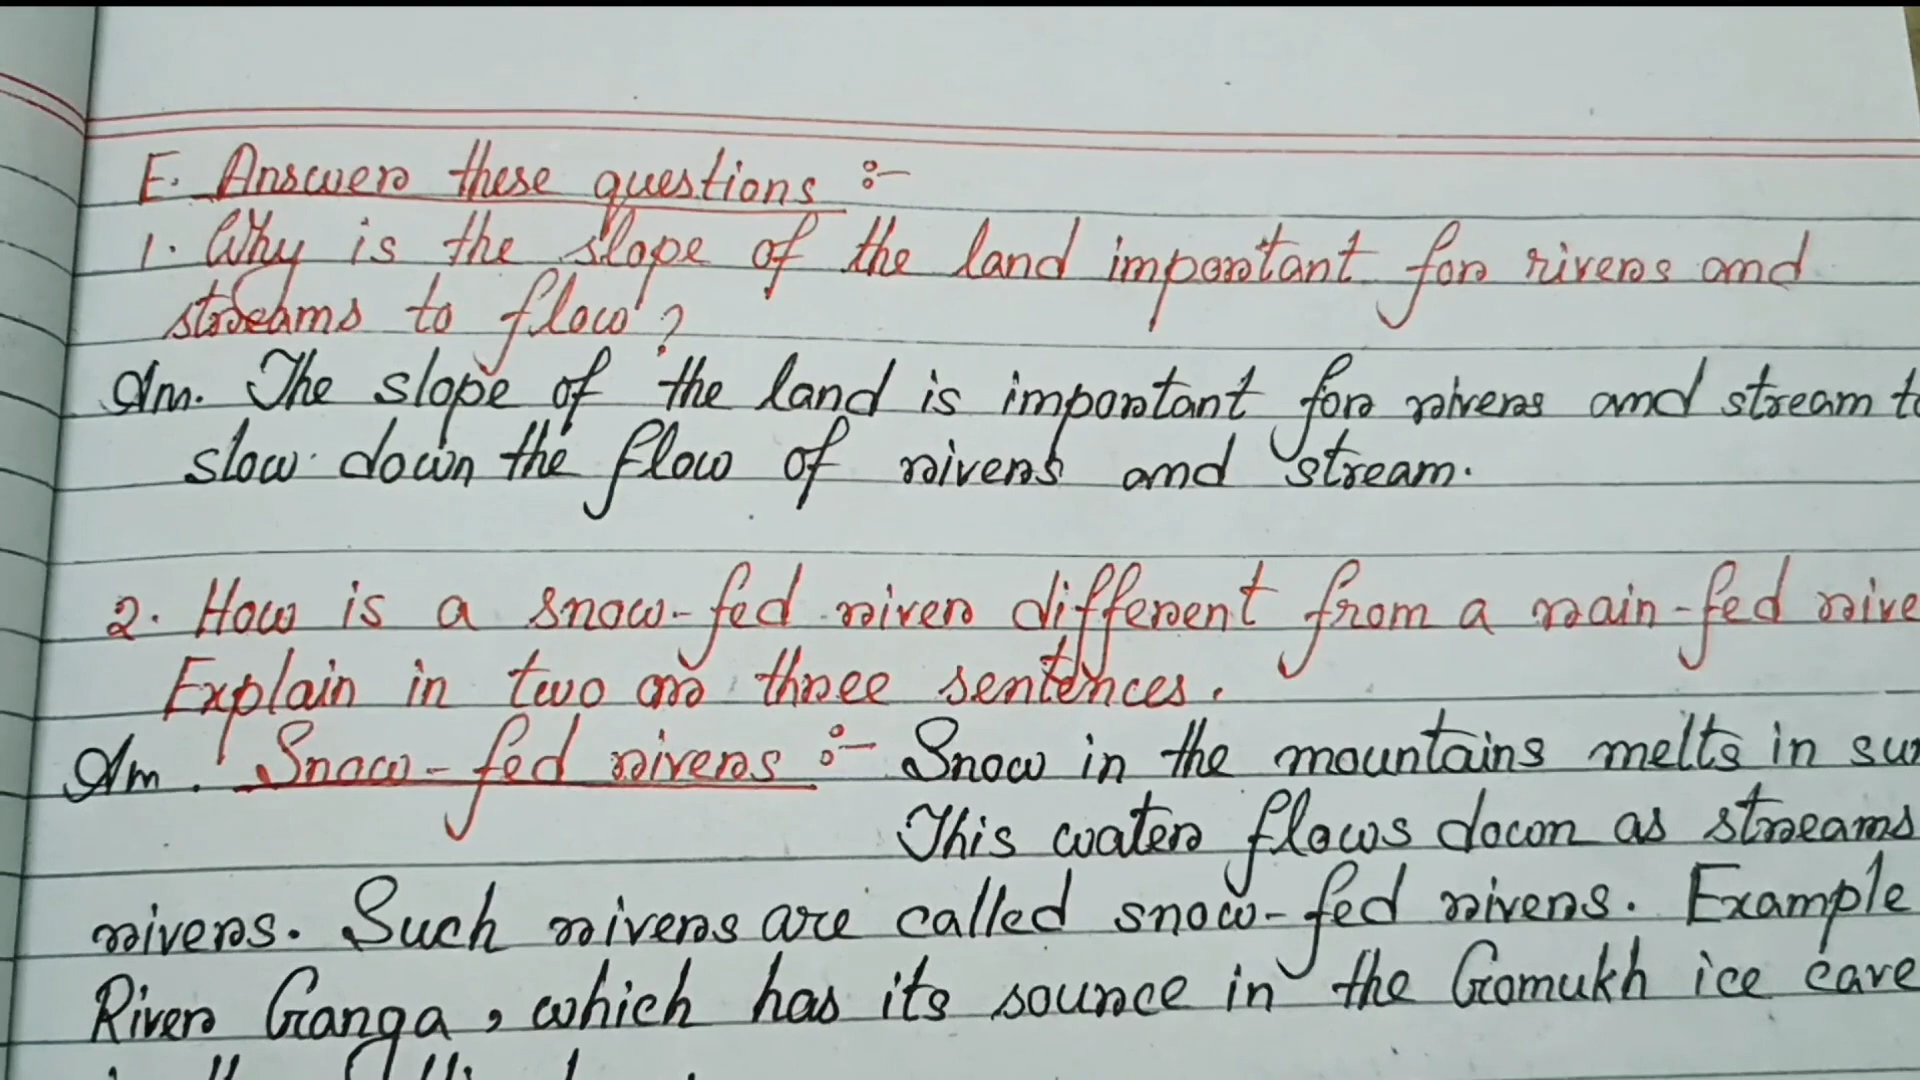 E. Answer these questions :-
1. Why is the slope of the land important for rivers and
streams to flow?
Ans. The slope of the land is important for rivers and stream to
slow down the flow of rivers and stream.
2. How is a snow-fed river different from a rain-fed rive
Explain in two or three sentences.
Ans. Snow-fed rivers :- Snow in the mountains melts in su
This water flows down as streams
rivers. Such rivers are called snow-fed rivers. Example
River Ganga, which has its source in the Gomukh ice cave